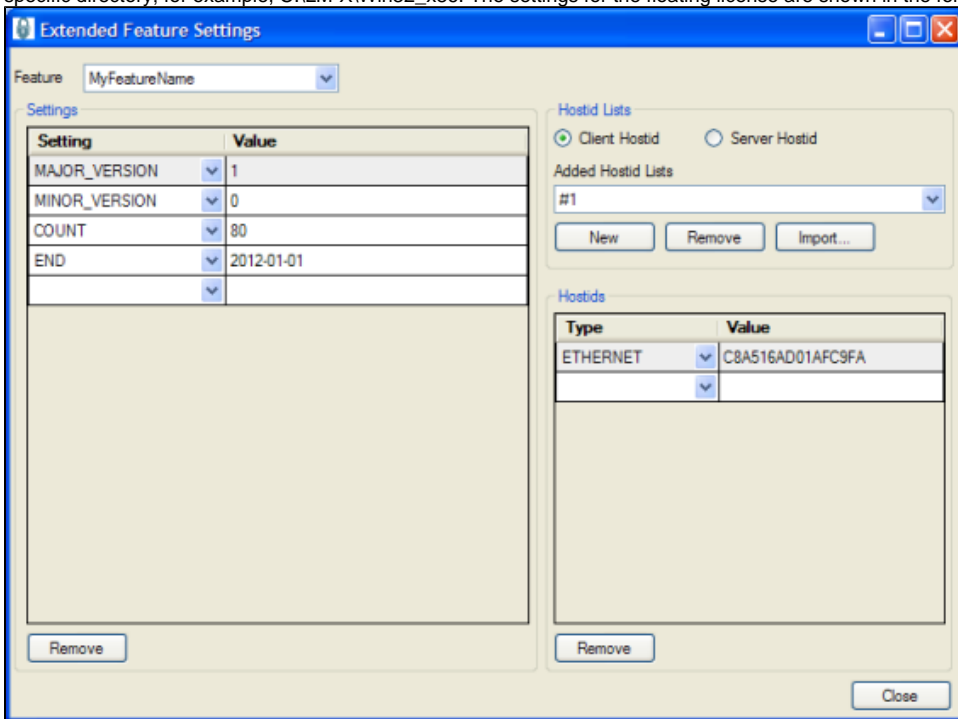 Extended Feature Settings
Feature MyFeatureName
Settings
Setting Value
MAJOR_VERSION 1
MINOR_VERSION 0
COUNT 80
END 2012-01-01
Remove
Hostid Lists
Client Hostid Server Hostid
Added Hostid Lists
#1
New Remove Import...
Hostids
Type Value
ETHERNET C8A516AD01AFC9FA
Remove
Close